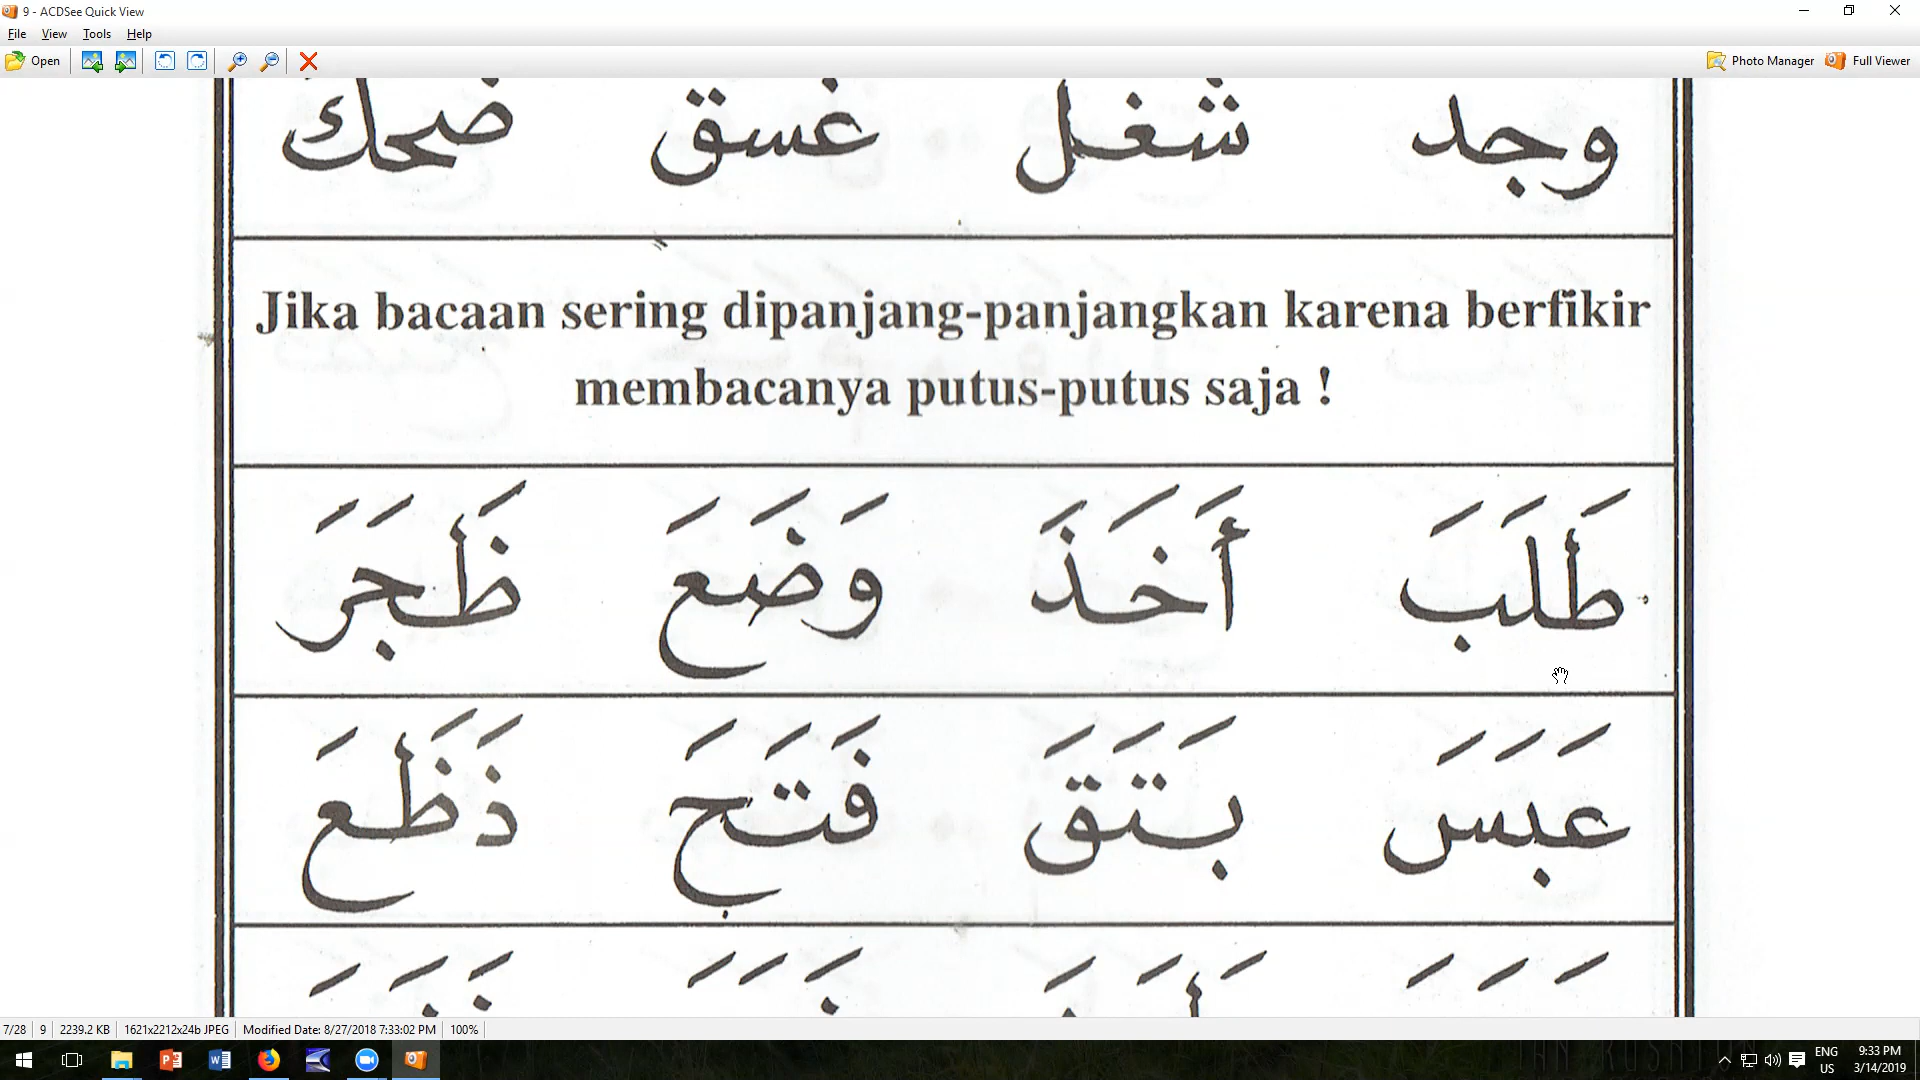 9 - ACDSee Quick View
File View Tools Help
Open Photo Manager Full Viewer
وجد شغل غسق ضحك
Jika bacaan sering dipanjang-panjangkan karena berfikir
membacanya putus-putus saja !
طَلَبَ أَخَذَ وَضَعَ ظَجَرَ
عَبَسَ بَتَقَ فَتَحَ ذَظَعَ
7/28 9 2239.2 KB 1621x2212x24b JPEG Modified Date: 8/27/2018 7:33:02 PM 100%
ENG 9:33 PM
US 3/14/2019